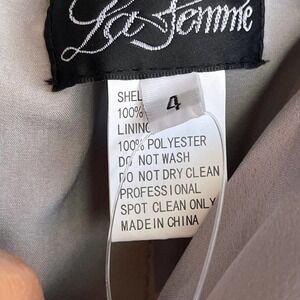 La Femme
4
SHEL
100%
LINING
100% POLYESTER
DO NOT WASH
DO NOT DRY CLEAN
PROFESSIONAL
SPOT CLEAN ONLY
MADE IN CHINA